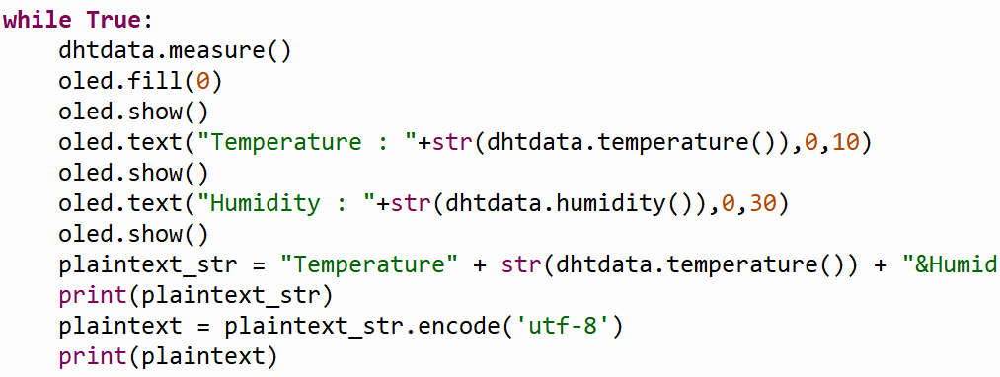 while True:
    dhtdata.measure()
    oled.fill(0)
    oled.show()
    oled.text("Temperature : "+str(dhtdata.temperature()),0,10)
    oled.show()
    oled.text("Humidity : "+str(dhtdata.humidity()),0,30)
    oled.show()
    plaintext_str = "Temperature" + str(dhtdata.temperature()) + "&Humid
    print(plaintext_str)
    plaintext = plaintext_str.encode('utf-8')
    print(plaintext)